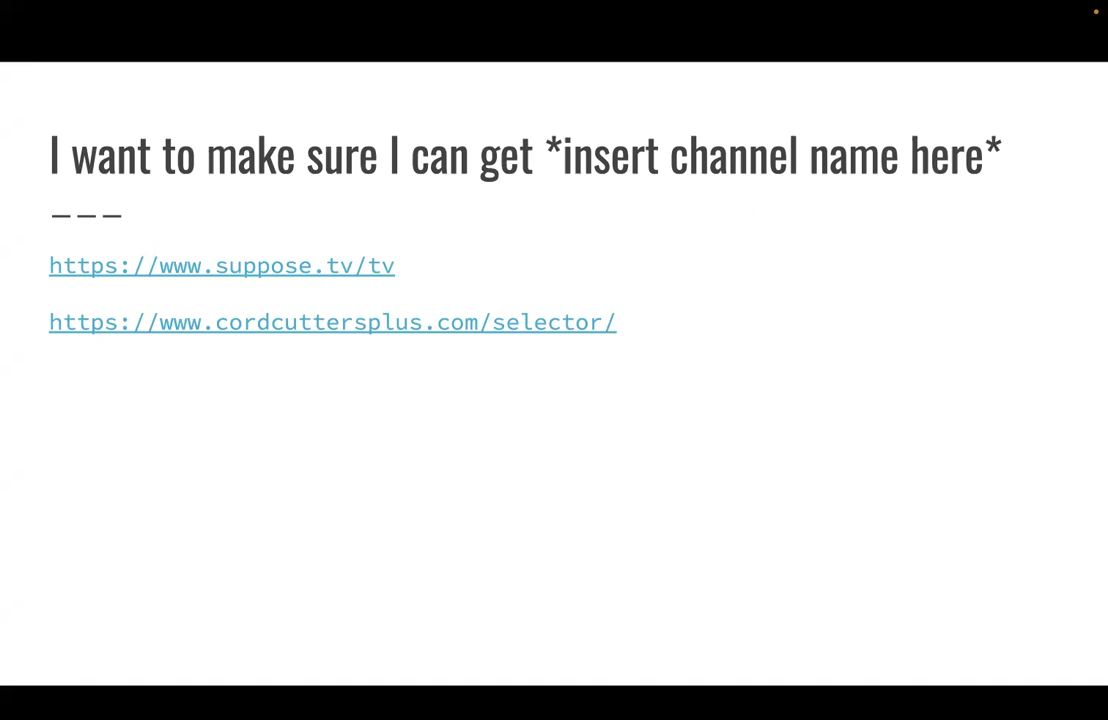 I want to make sure I can get *insert channel name here*
https://www.suppose.tv/tv
https://www.cordcuttersplus.com/selector/